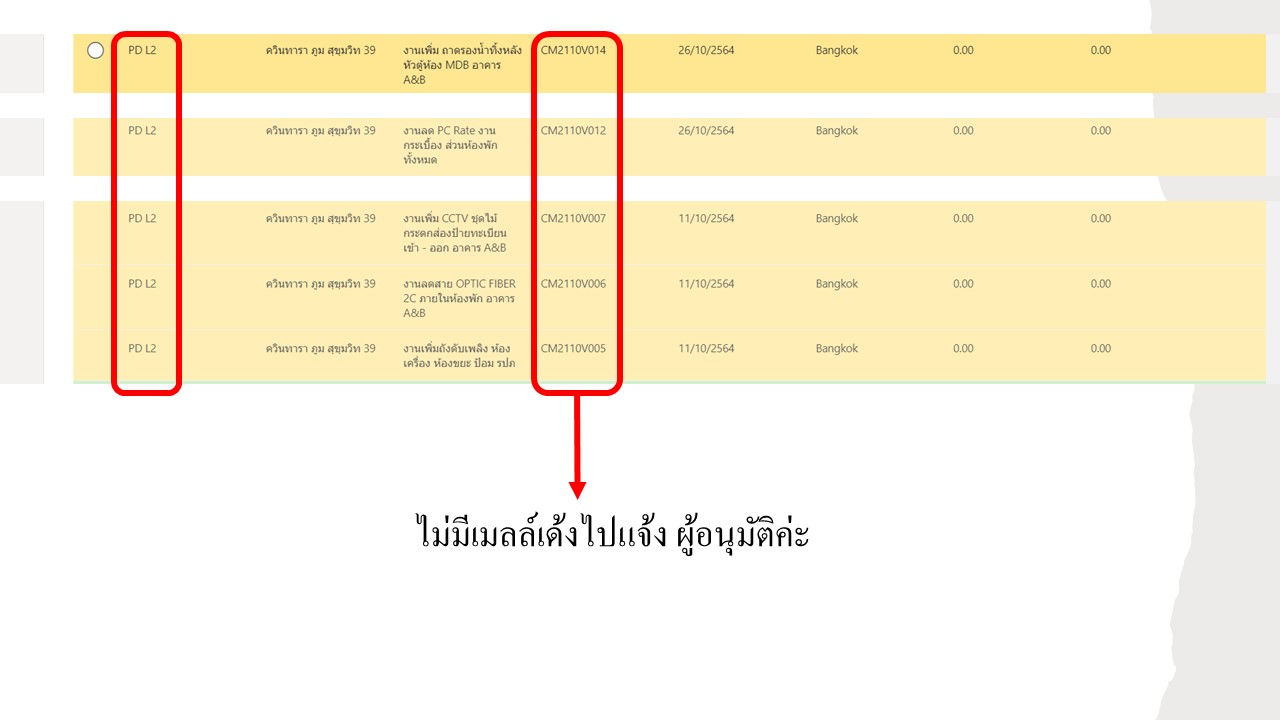 PD L2 ควินทารา ภูม สุขุมวิท 39 งานเพิ่ม ถาดรองน้ำทิ้งหลัง CM2110V014 26/10/2564 Bangkok 0.00 0.00
หัวตู้ห้อง MDB อาคาร
A&B
PD L2 ควินทารา ภูม สุขุมวิท 39 งานลด PC Rate งาน CM2110V012 26/10/2564 Bangkok 0.00 0.00
กระเบื้อง ส่วนห้องพัก
ทั้งหมด
PD L2 ควินทารา ภูม สุขุมวิท 39 งานเพิ่ม CCTV ชุดไม้ CM2110V007 11/10/2564 Bangkok 0.00 0.00
กระดกส่องป้ายทะเบียน
เข้า - ออก อาคาร A&B
PD L2 ควินทารา ภูม สุขุมวิท 39 งานลดสาย OPTIC FIBER CM2110V006 11/10/2564 Bangkok 0.00 0.00
2C ภายในห้องพัก อาคาร
A&B
PD L2 ควินทารา ภูม สุขุมวิท 39 งานเพิ่มถังดับเพลิง ห้อง CM2110V005 11/10/2564 Bangkok 0.00 0.00
เครื่อง ห้องขยะ ป้อม รปภ
ไม่มีเมลล์เด้งไปแจ้ง ผู้อนุมัติค่ะ